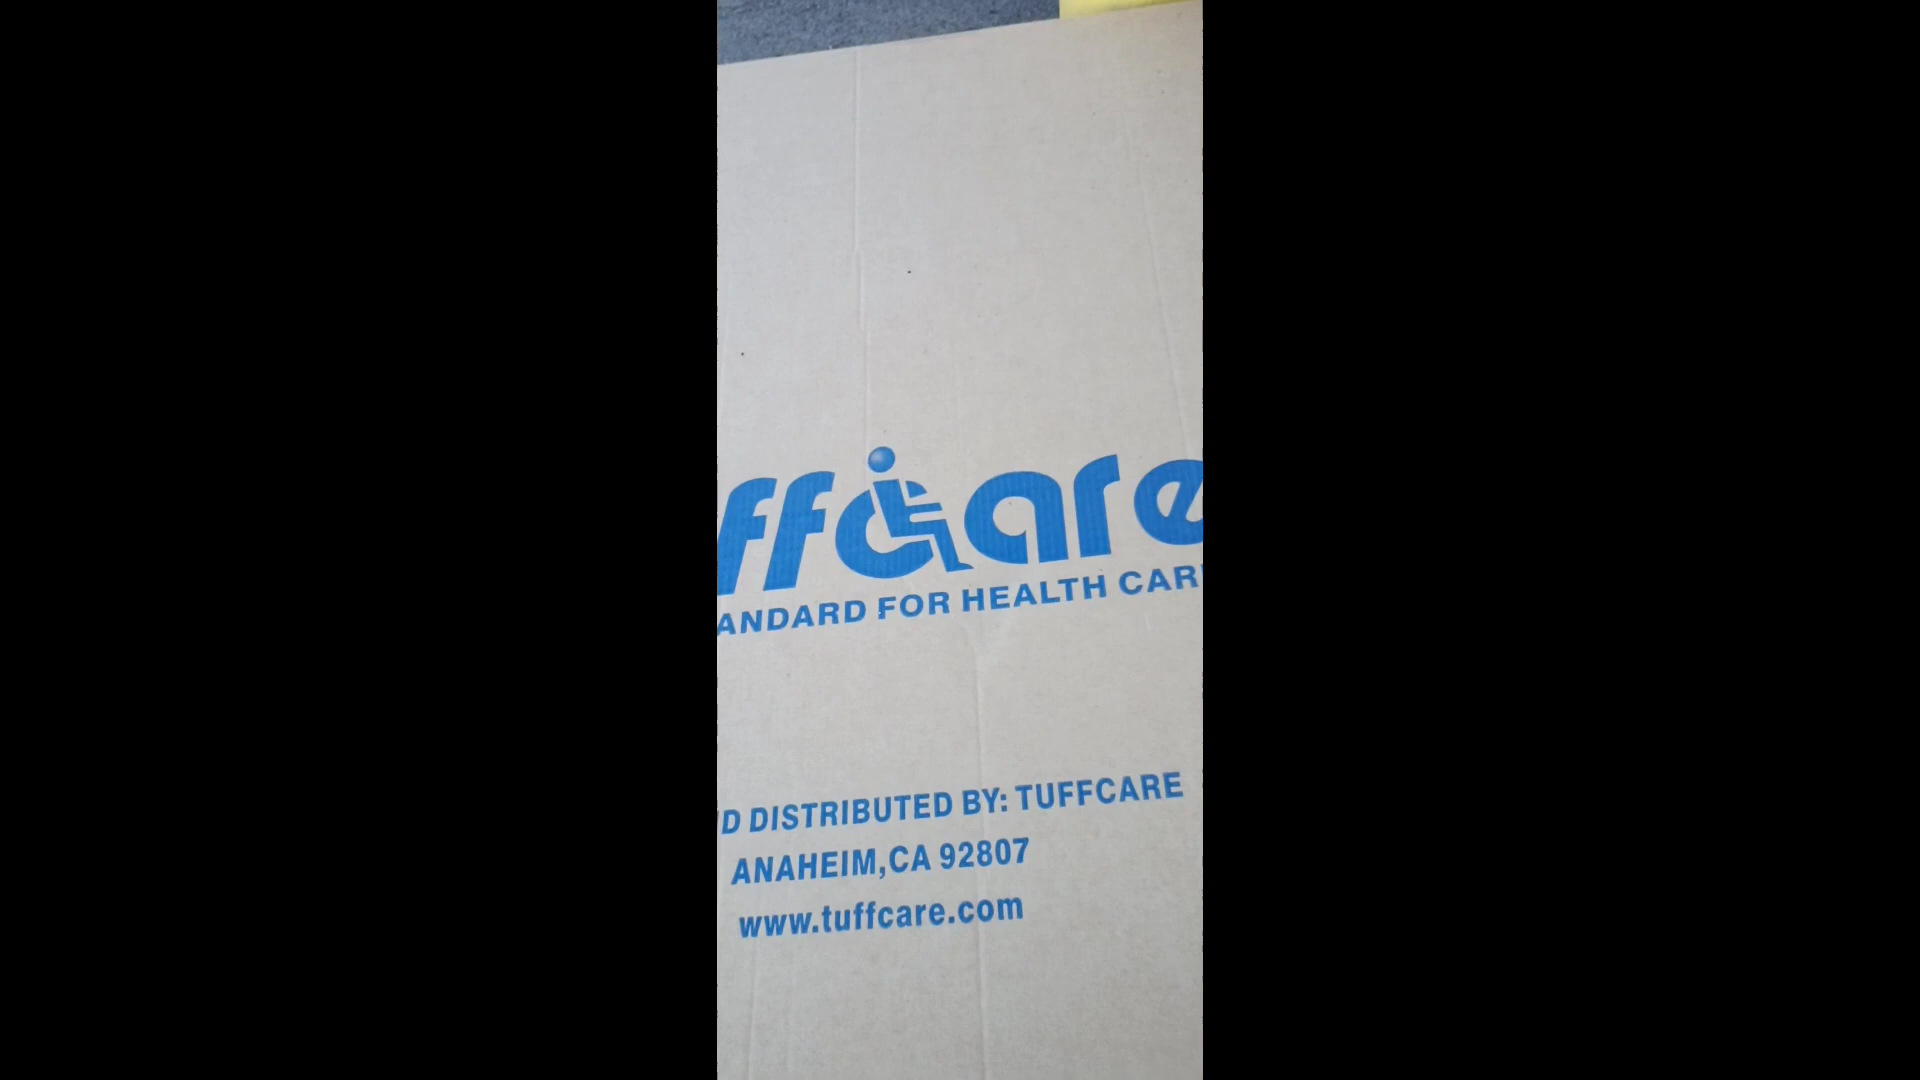 ffcare
ANDARD FOR HEALTH CAR
D DISTRIBUTED BY: TUFFCARE
ANAHEIM,CA 92807
www.tuffcare.com